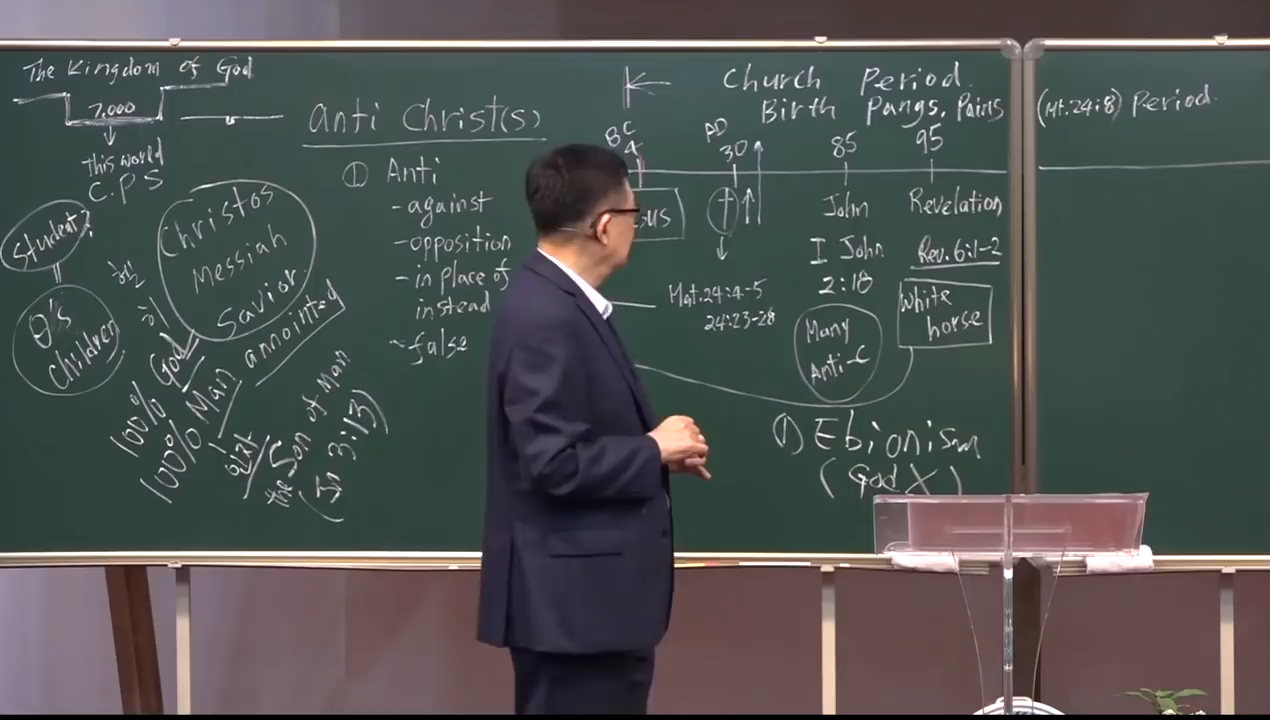 The Kingdom of God
7,000
This world
C.P.S
Student
θ's
children
Christos
Messiah
Savior
100% God
100% Man annointed
1st
the Son of Man
(Jn 3:13)
anti Christ(s)
① Anti
- against
- opposition
- in place of
instead
- false
Church Period.
Birth Pangs, Pains
(Mt.24:8) Period.
BC
4
AD
30
85
95
sus
John
I John
2:18
Revelation
Rev. 6:1-2
Mat. 24:4-5
24:23-28
Many
Anti-C
White
horse
① Ebionism
(God X)